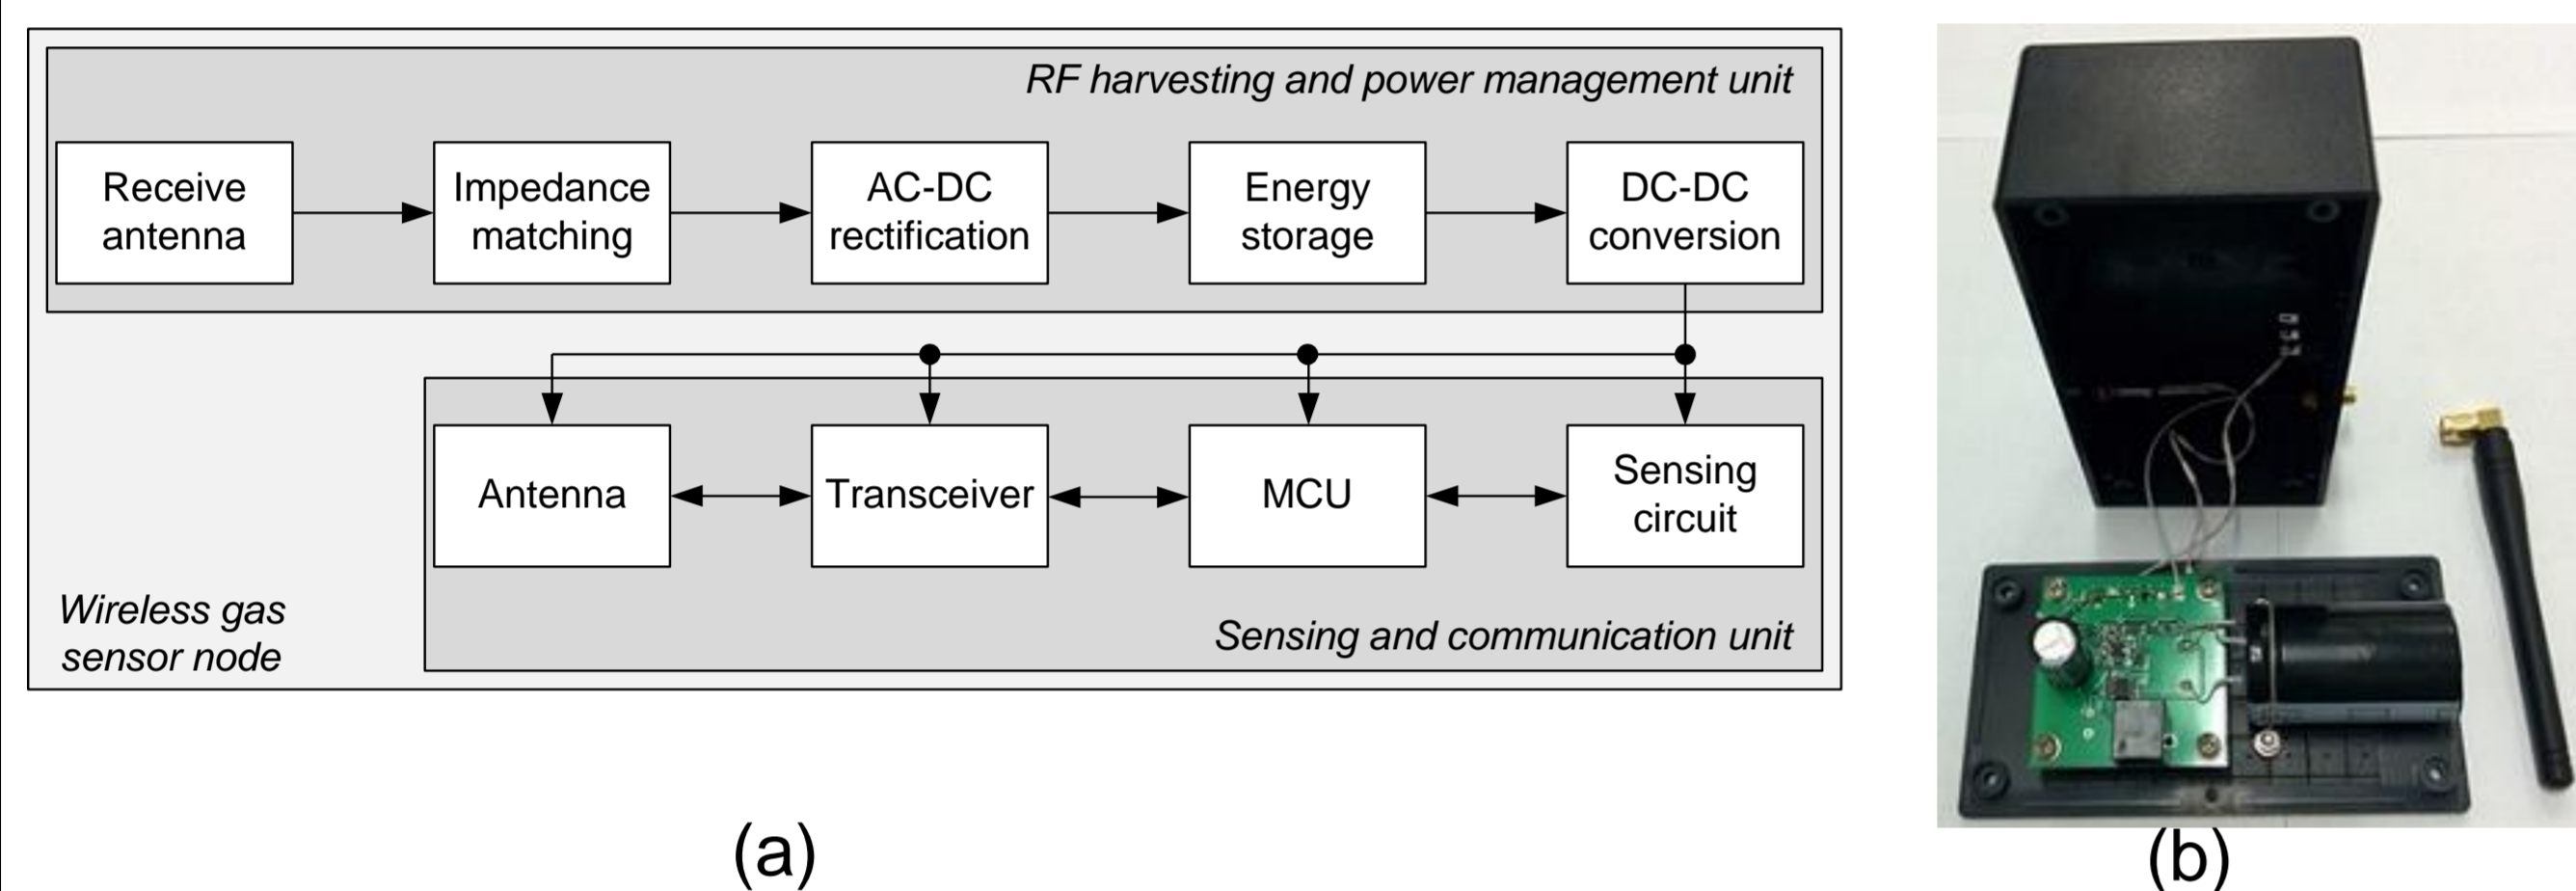 RF harvesting and power management unit
Receive
antenna
Impedance
matching
AC-DC
rectification
Energy
storage
DC-DC
conversion
Antenna
Transceiver
MCU
Sensing
circuit
Wireless gas
sensor node
Sensing and communication unit
(a)
(b)